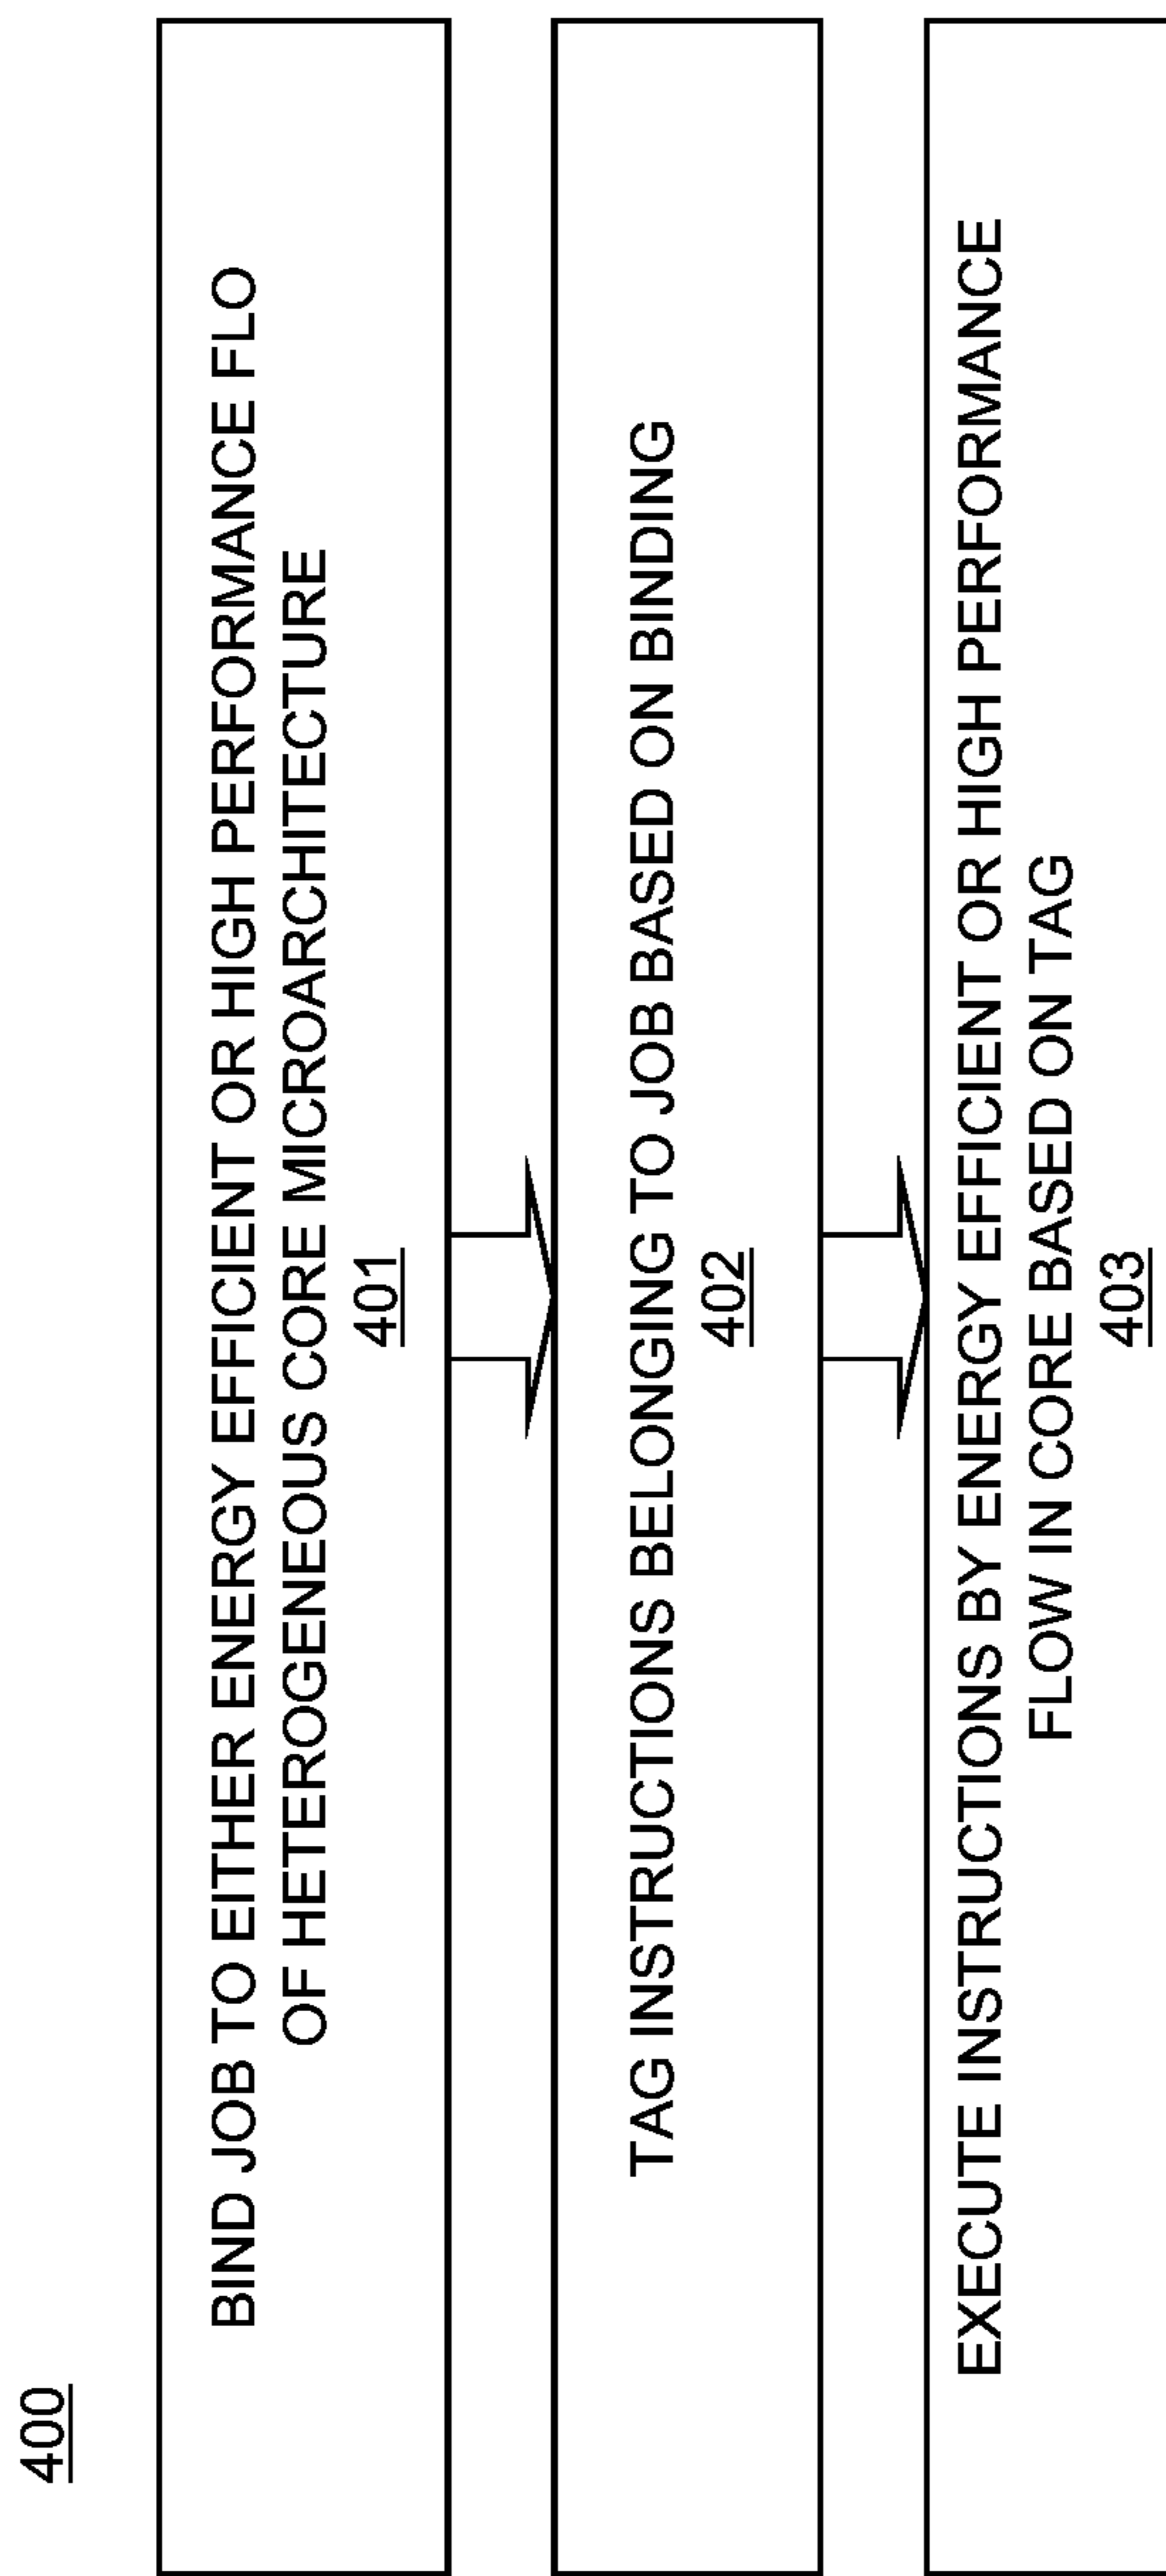 400
BIND JOB TO EITHER ENERGY EFFICIENT OR HIGH PERFORMANCE FLO
OF HETEROGENEOUS CORE MICROARCHITECTURE
401
TAG INSTRUCTIONS BELONGING TO JOB BASED ON BINDING
402
EXECUTE INSTRUCTIONS BY ENERGY EFFICIENT OR HIGH PERFORMANCE
FLOW IN CORE BASED ON TAG
403